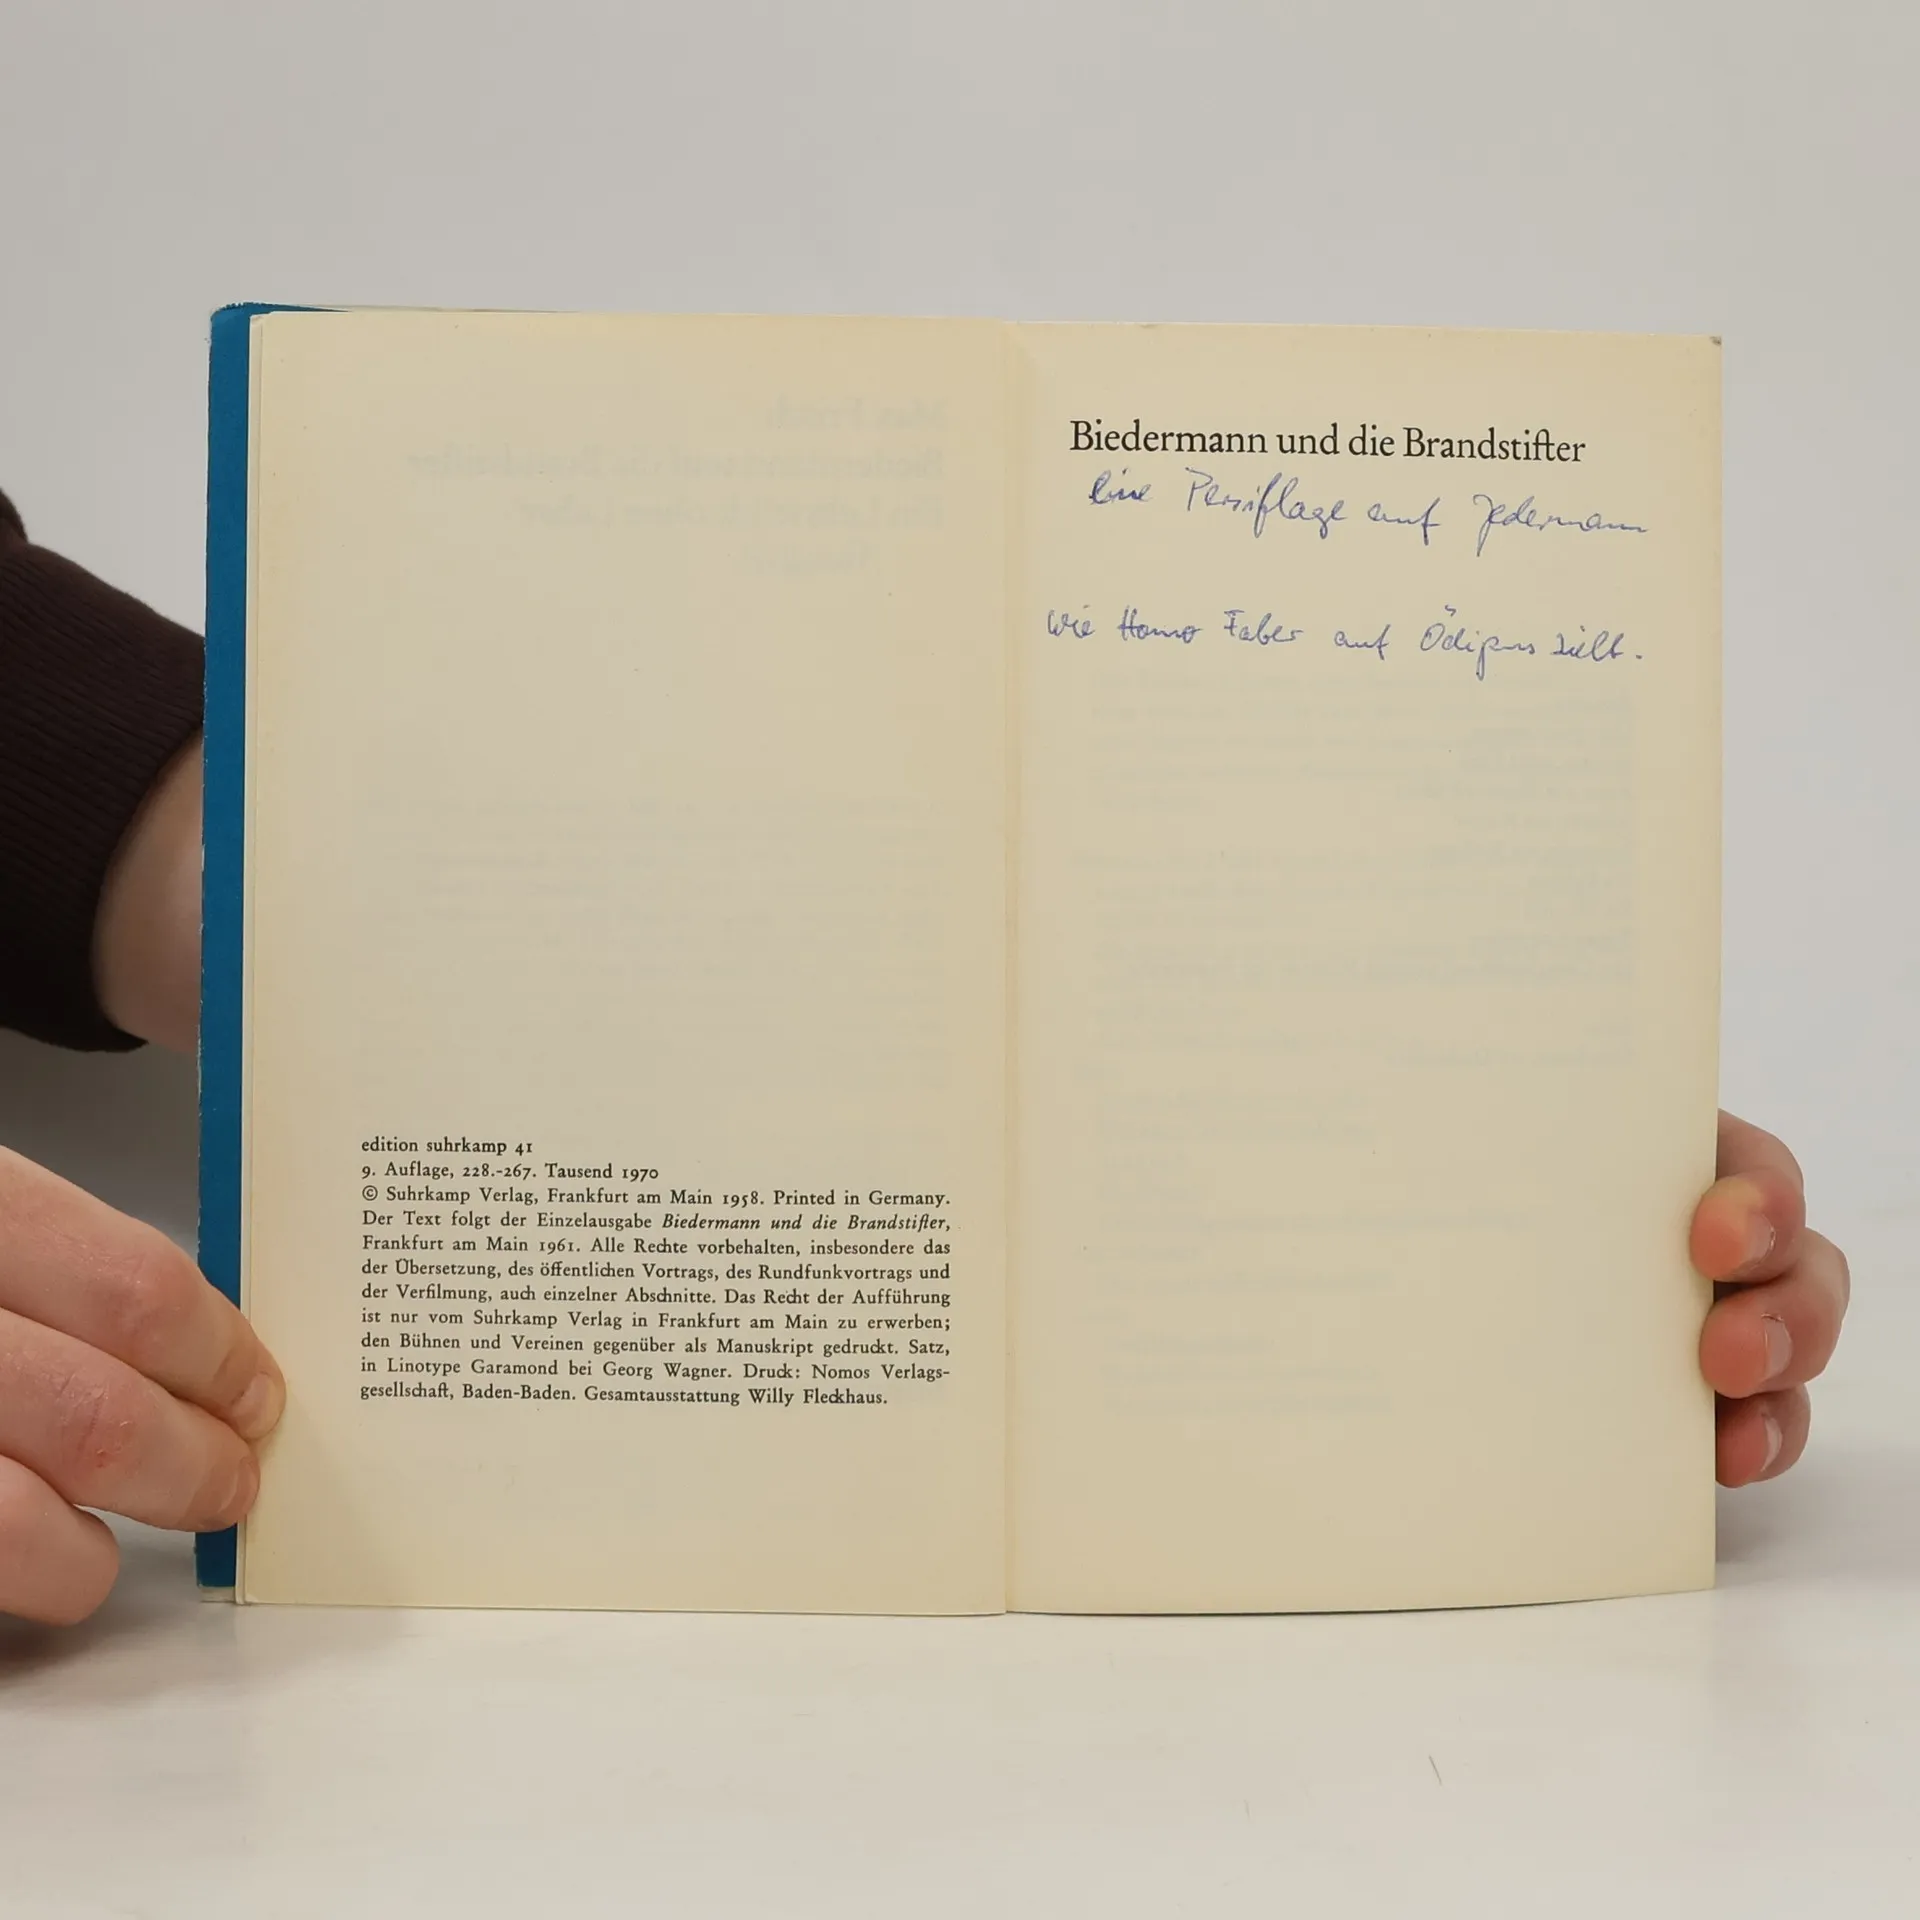 edition suhrkamp 41
9. Auflage, 228.-267. Tausend 1970
© Suhrkamp Verlag, Frankfurt am Main 1958. Printed in Germany.
Der Text folgt der Einzelausgabe Biedermann und die Brandstifter,
Frankfurt am Main 1961. Alle Rechte vorbehalten, insbesondere das
der Übersetzung, des öffentlichen Vortrags, des Rundfunkvortrags und
der Verfilmung, auch einzelner Abschnitte. Das Recht der Aufführung
ist nur vom Suhrkamp Verlag in Frankfurt am Main zu erwerben;
den Bühnen und Vereinen gegenüber als Manuskript gedruckt. Satz,
in Linotype Garamond bei Georg Wagner. Druck: Nomos Verlags-
gesellschaft, Baden-Baden. Gesamtausstattung Willy Fleckhaus.
Biedermann und die Brandstifter
eine Persiflage auf Jedermann
wie Homo Faber auf Ödipus zielt.